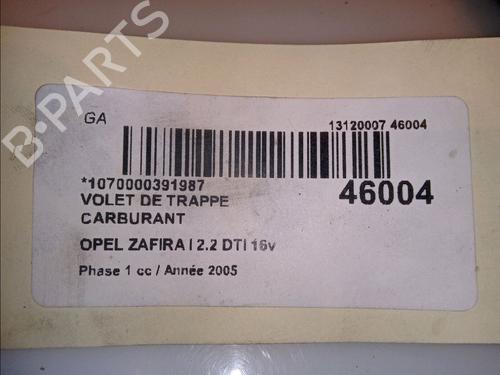 B-PARTS
GA
13120007 46004
*1070000391987
46004
VOLET DE TRAPPE
CARBURANT
OPEL ZAFIRA I 2.2 DTI 16v
Phase 1 cc / Année 2005